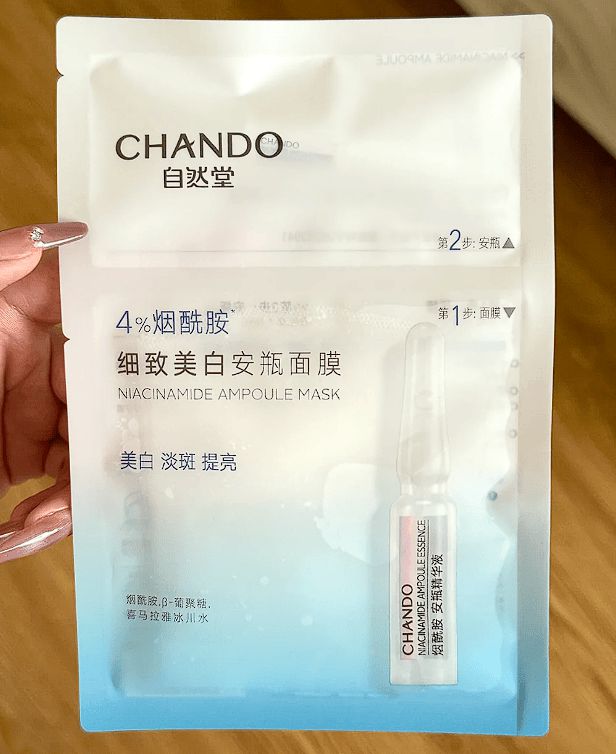 CHANDO
自然堂
第2步: 安瓶▲
第1步: 面膜▼
4%烟酰胺*
细致美白安瓶面膜
NIACINAMIDE AMPOULE MASK
美白 淡斑 提亮
烟酰胺,β-葡聚糖,
喜马拉雅冰川水
CHANDO
NIACINAMIDE AMPOULE ESSENCE
烟酰胺 安瓶精华液